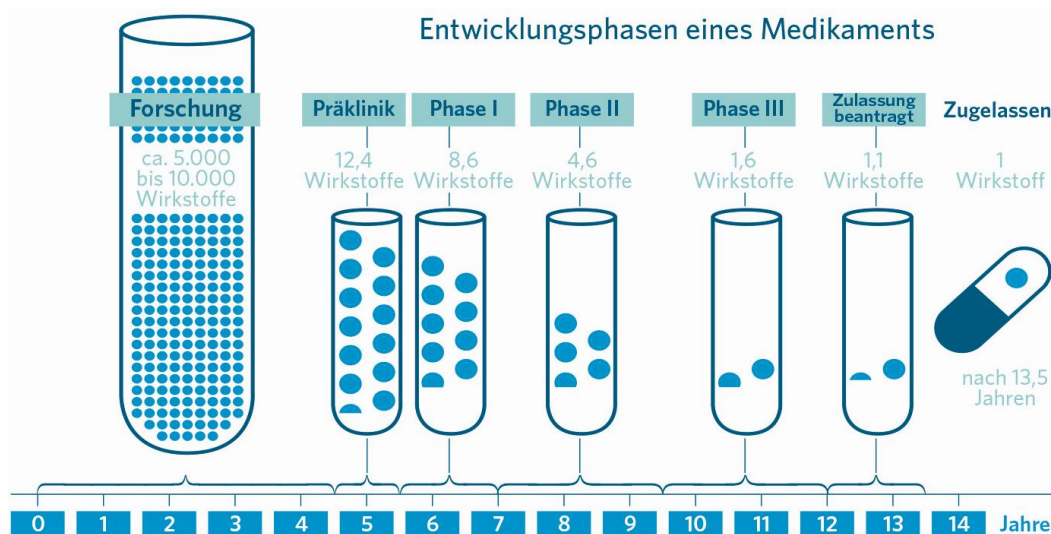 Entwicklungsphasen eines Medikaments
Forschung
ca. 5.000
bis 10.000
Wirkstoffe
Präklinik
12,4
Wirkstoffe
Phase I
8,6
Wirkstoffe
Phase II
4,6
Wirkstoffe
Phase III
1,6
Wirkstoffe
Zulassung
beantragt
1,1
Wirkstoffe
Zugelassen
1
Wirkstoff
nach 13,5
Jahren
0 1 2 3 4 5 6 7 8 9 10 11 12 13 14 Jahre